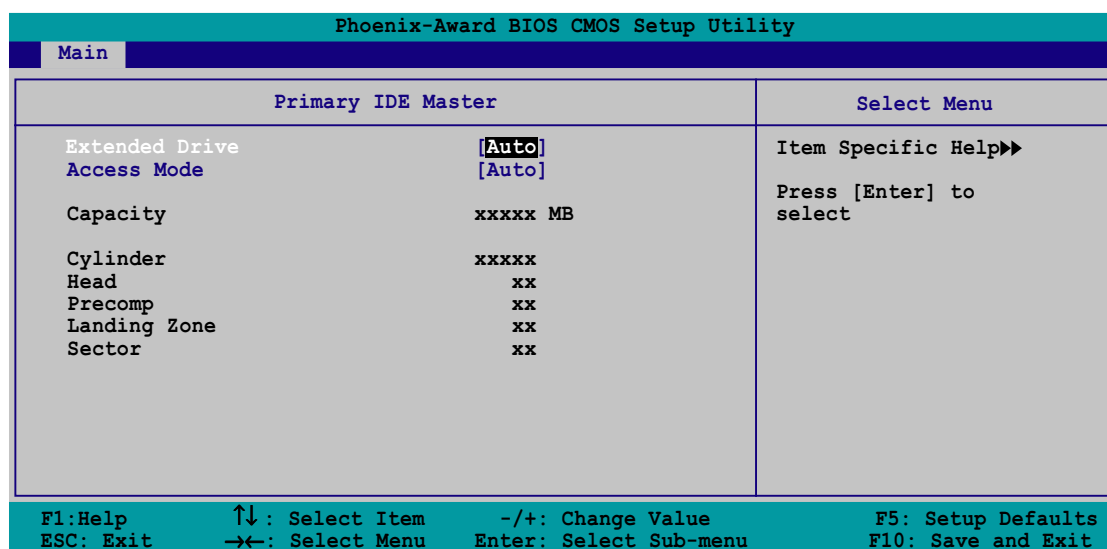 Phoenix-Award BIOS CMOS Setup Utility
Main
Primary IDE Master
Select Menu
Extended Drive [Auto]
Access Mode [Auto]
Capacity xxxxx MB
Cylinder xxxxx
Head xx
Precomp xx
Landing Zone xx
Sector xx
Item Specific Help▶▶
Press [Enter] to
select
F1:Help ↑↓: Select Item -/+: Change Value F5: Setup Defaults
ESC: Exit →←: Select Menu Enter: Select Sub-menu F10: Save and Exit